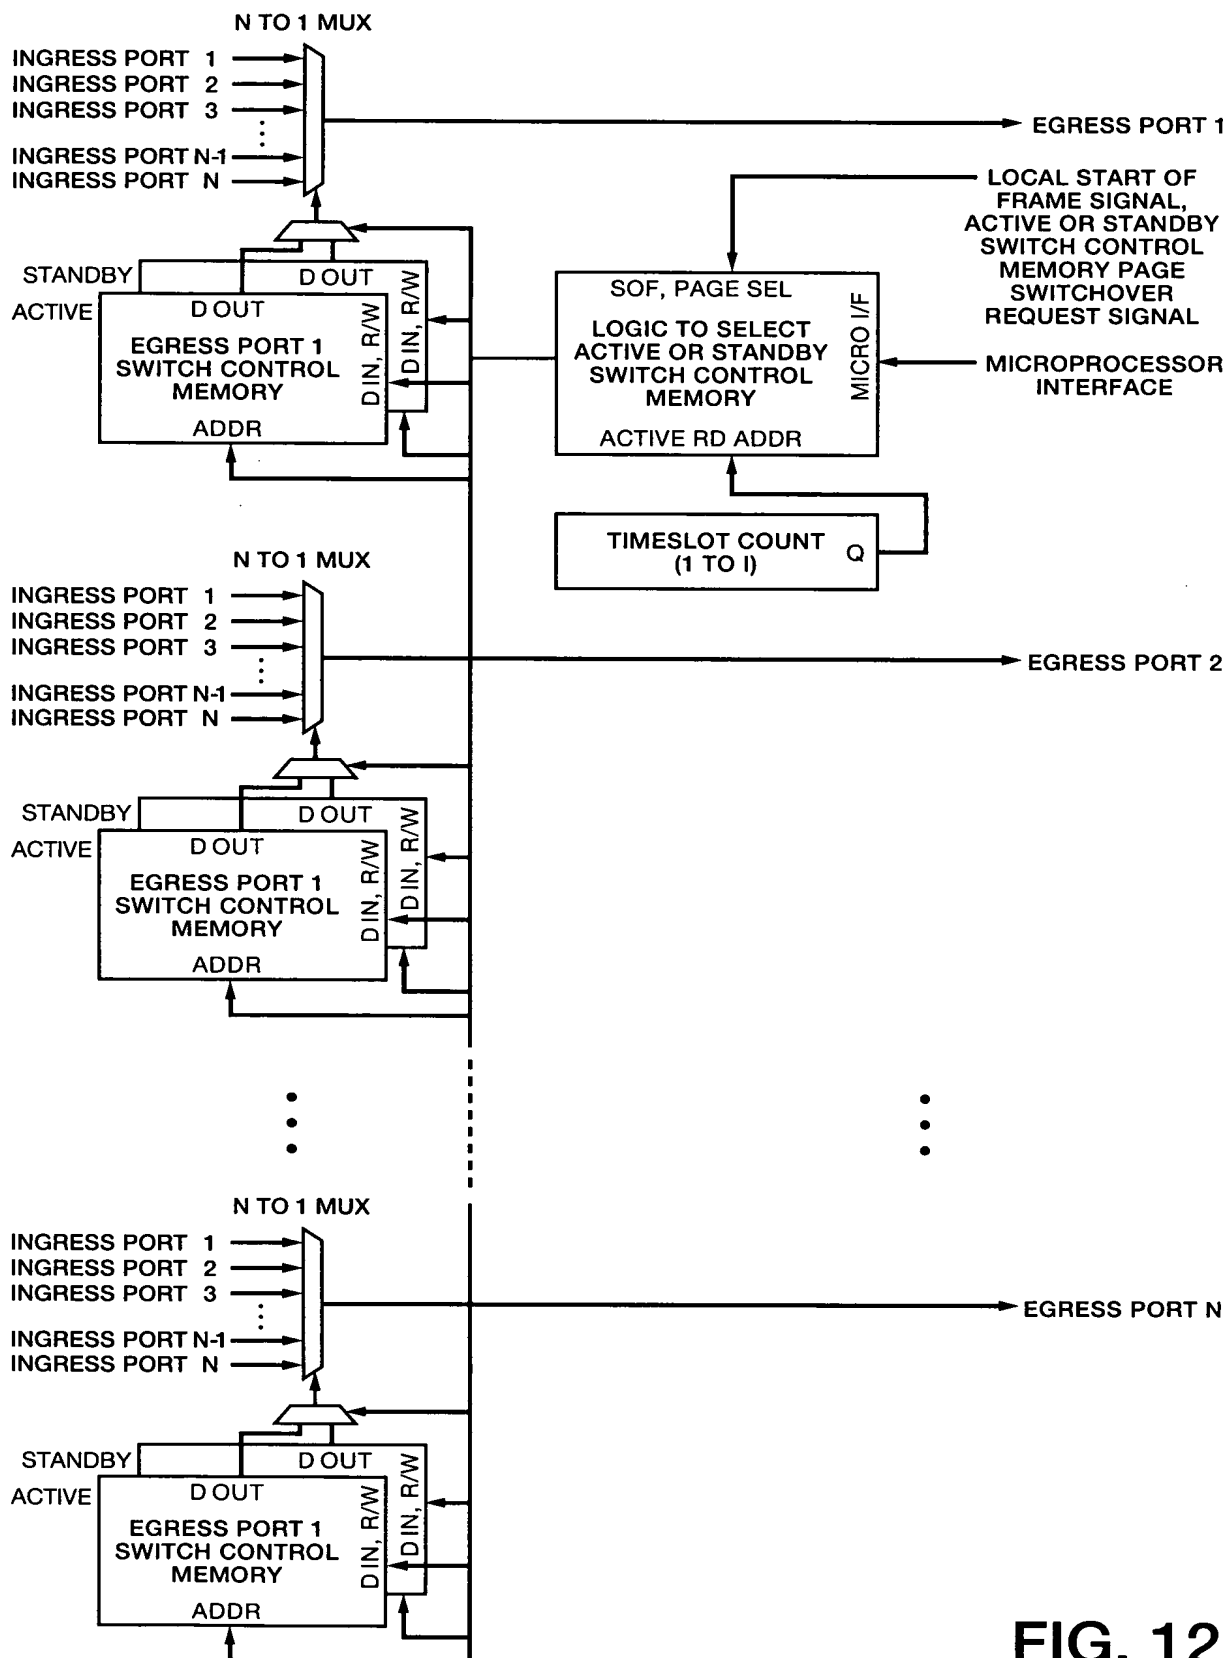 N TO 1 MUX
INGRESS PORT 1
INGRESS PORT 2
INGRESS PORT 3
INGRESS PORT N-1
INGRESS PORT N
EGRESS PORT 1
LOCAL START OF
FRAME SIGNAL,
ACTIVE OR STANDBY
SWITCH CONTROL
MEMORY PAGE
SWITCHOVER
REQUEST SIGNAL
MICROPROCESSOR
INTERFACE
STANDBY
D OUT
DIN, R/W
ACTIVE
D OUT
DIN, R/W
EGRESS PORT 1
SWITCH CONTROL
MEMORY
ADDR
SOF, PAGE SEL
LOGIC TO SELECT
ACTIVE OR STANDBY
SWITCH CONTROL
MEMORY
MICRO I/F
ACTIVE RD ADDR
TIMESLOT COUNT
(1 TO I)
Q
N TO 1 MUX
INGRESS PORT 1
INGRESS PORT 2
INGRESS PORT 3
INGRESS PORT N-1
INGRESS PORT N
EGRESS PORT 2
STANDBY
D OUT
DIN, R/W
ACTIVE
D OUT
DIN, R/W
EGRESS PORT 1
SWITCH CONTROL
MEMORY
ADDR
N TO 1 MUX
INGRESS PORT 1
INGRESS PORT 2
INGRESS PORT 3
INGRESS PORT N-1
INGRESS PORT N
EGRESS PORT N
STANDBY
D OUT
DIN, R/W
ACTIVE
D OUT
DIN, R/W
EGRESS PORT 1
SWITCH CONTROL
MEMORY
ADDR
FIG. 12